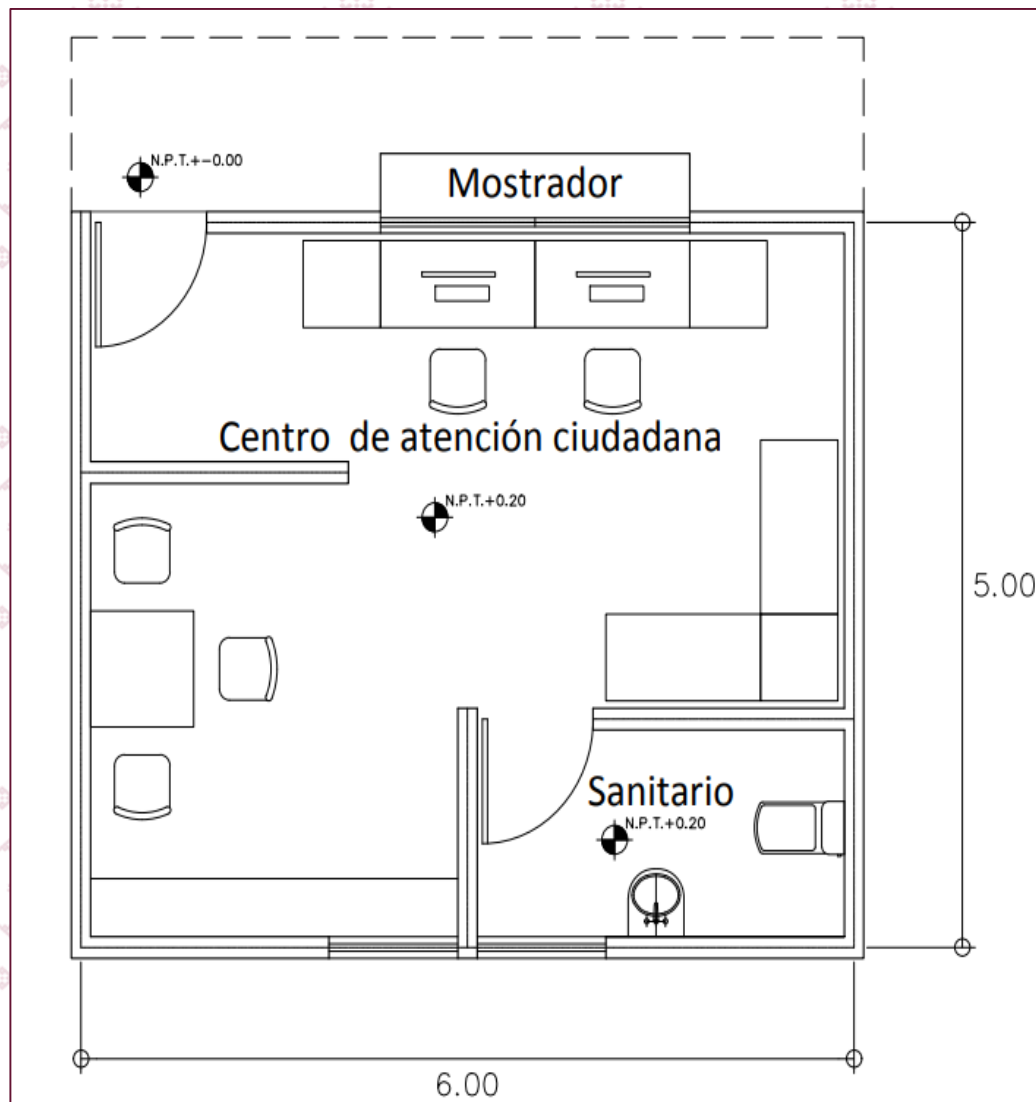 N.P.T.+-0.00
Mostrador
Centro de atención ciudadana
N.P.T.+0.20
5.00
Sanitario
N.P.T.+0.20
6.00